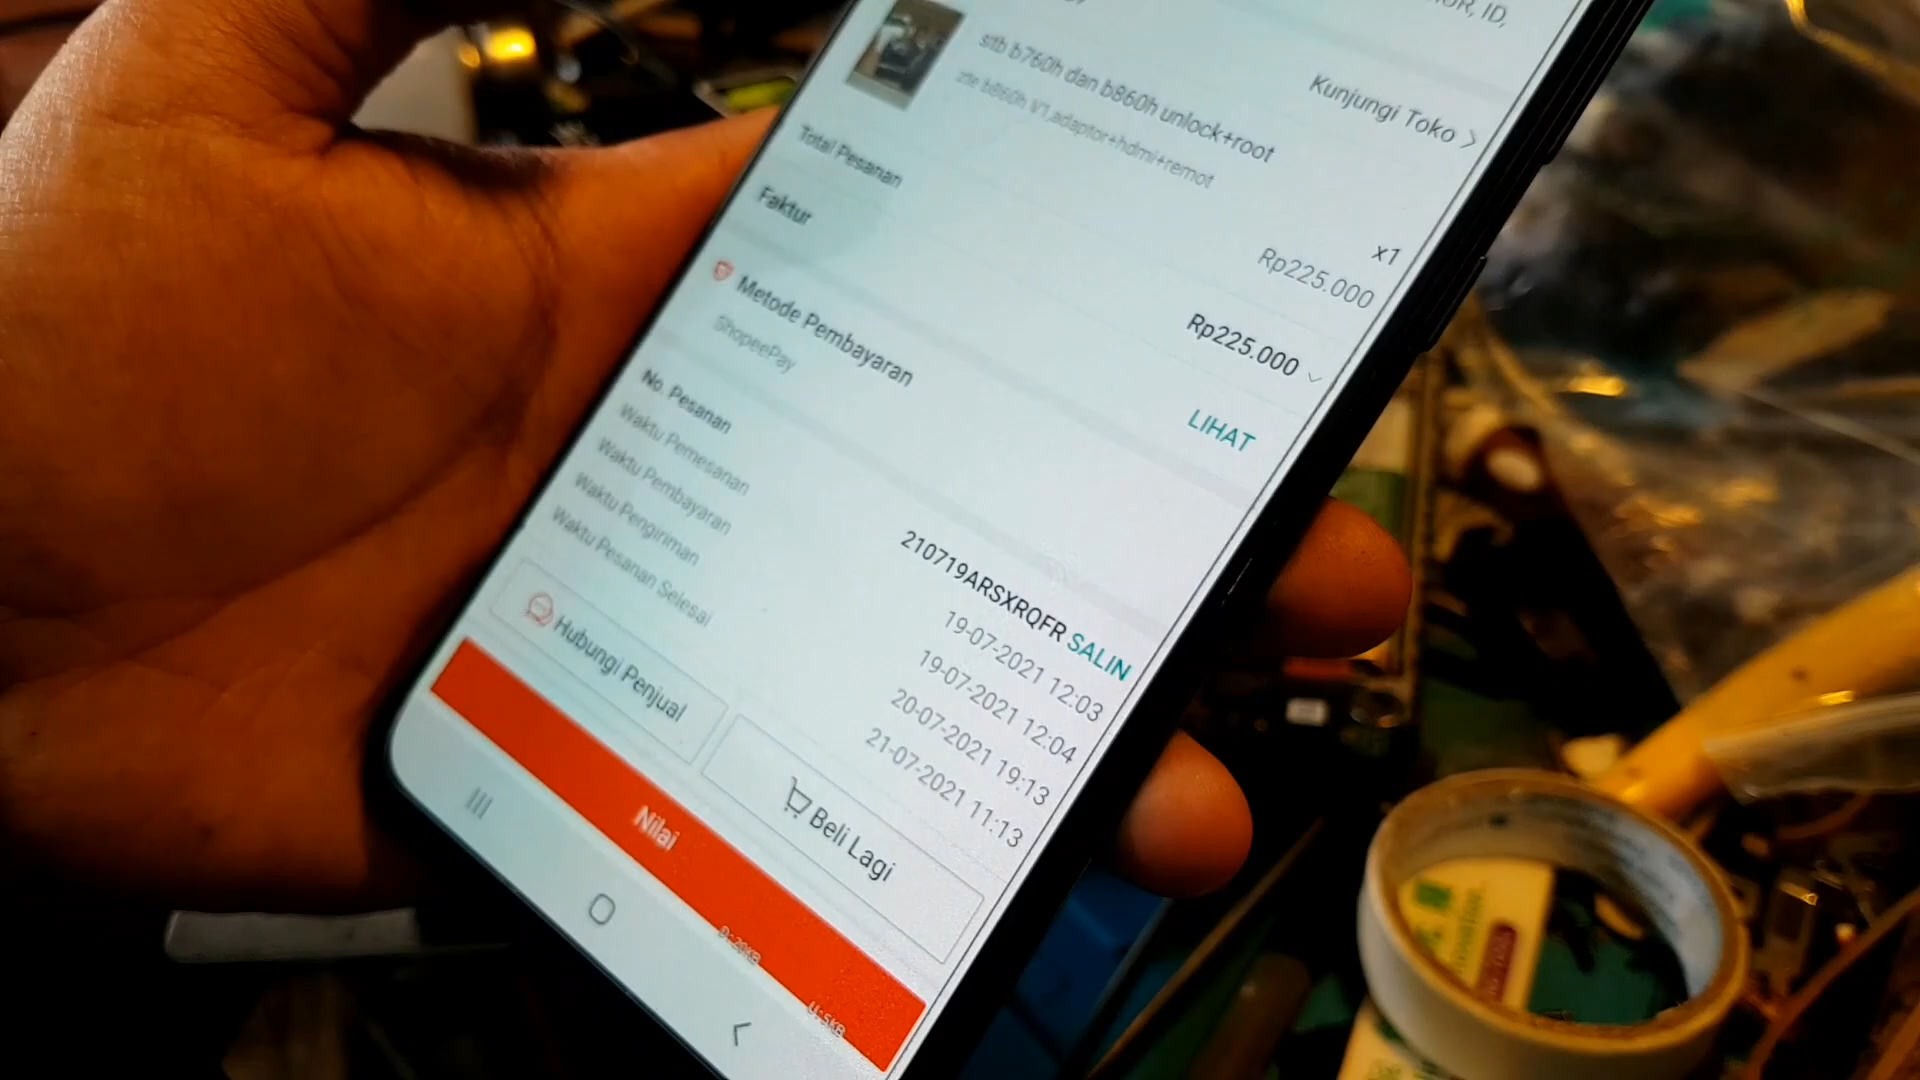 OR, ID,
Kunjungi Toko >
stb b760h dan b860h unlock+root
zte b860h V1,adaptor+hdmi+remot
x1
Rp225.000
Total Pesanan Rp225.000
Faktur LIHAT
Metode Pembayaran
ShopeePay
No. Pesanan 210719ARSXRQFR SALIN
Waktu Pemesanan 19-07-2021 12:03
Waktu Pembayaran 19-07-2021 12:04
Waktu Pengiriman 20-07-2021 19:13
Waktu Pesanan Selesai 21-07-2021 11:13
Hubungi Penjual
Beli Lagi
Nilai